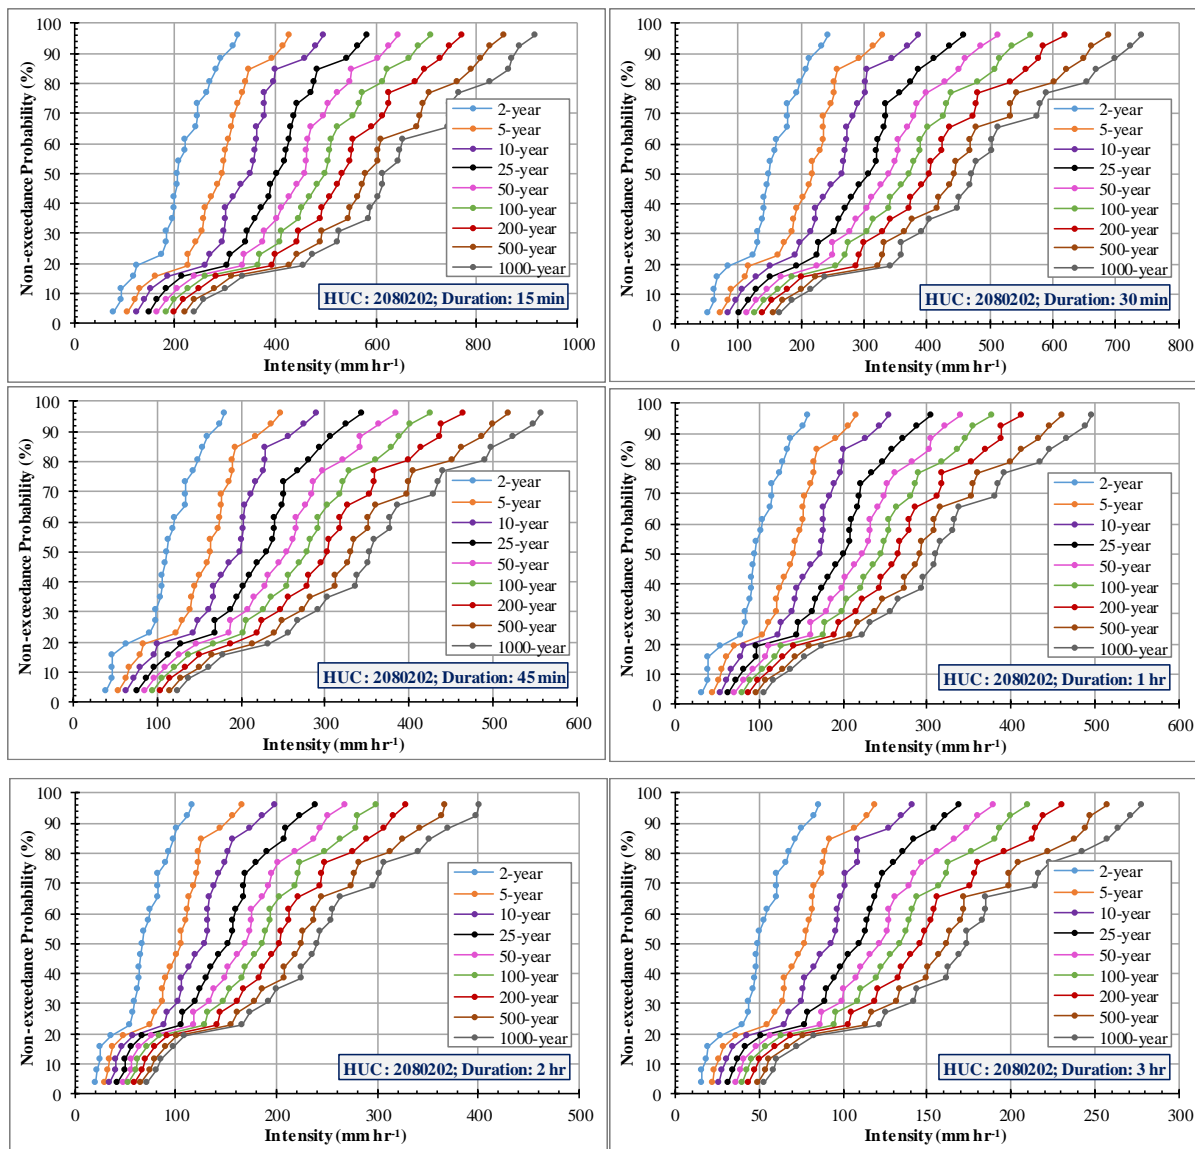 Non-exceedance Probability (%)
100
90
80
70
60
50
40
30
20
10
0
0 200 400 600 800 1000
Intensity (mm hr-1)
2-year
5-year
10-year
25-year
50-year
100-year
200-year
500-year
1000-year
HUC: 2080202; Duration: 15 min
Non-exceedance Probability (%)
100
90
80
70
60
50
40
30
20
10
0
0 100 200 300 400 500 600 700 800
Intensity (mm hr-1)
2-year
5-year
10-year
25-year
50-year
100-year
200-year
500-year
1000-year
HUC: 2080202; Duration: 30 min
Non-exceedance Probability (%)
100
90
80
70
60
50
40
30
20
10
0
0 100 200 300 400 500 600
Intensity (mm hr-1)
2-year
5-year
10-year
25-year
50-year
100-year
200-year
500-year
1000-year
HUC: 2080202; Duration: 45 min
Non-exceedance Probability (%)
100
90
80
70
60
50
40
30
20
10
0
0 100 200 300 400 500 600
Intensity (mm hr-1)
2-year
5-year
10-year
25-year
50-year
100-year
200-year
500-year
1000-year
HUC: 2080202; Duration: 1 hr
Non-exceedance Probability (%)
100
90
80
70
60
50
40
30
20
10
0
0 100 200 300 400 500
Intensity (mm hr-1)
2-year
5-year
10-year
25-year
50-year
100-year
200-year
500-year
1000-year
HUC: 2080202; Duration: 2 hr
Non-exceedance Probability (%)
100
90
80
70
60
50
40
30
20
10
0
0 50 100 150 200 250 300
Intensity (mm hr-1)
2-year
5-year
10-year
25-year
50-year
100-year
200-year
500-year
1000-year
HUC: 2080202; Duration: 3 hr